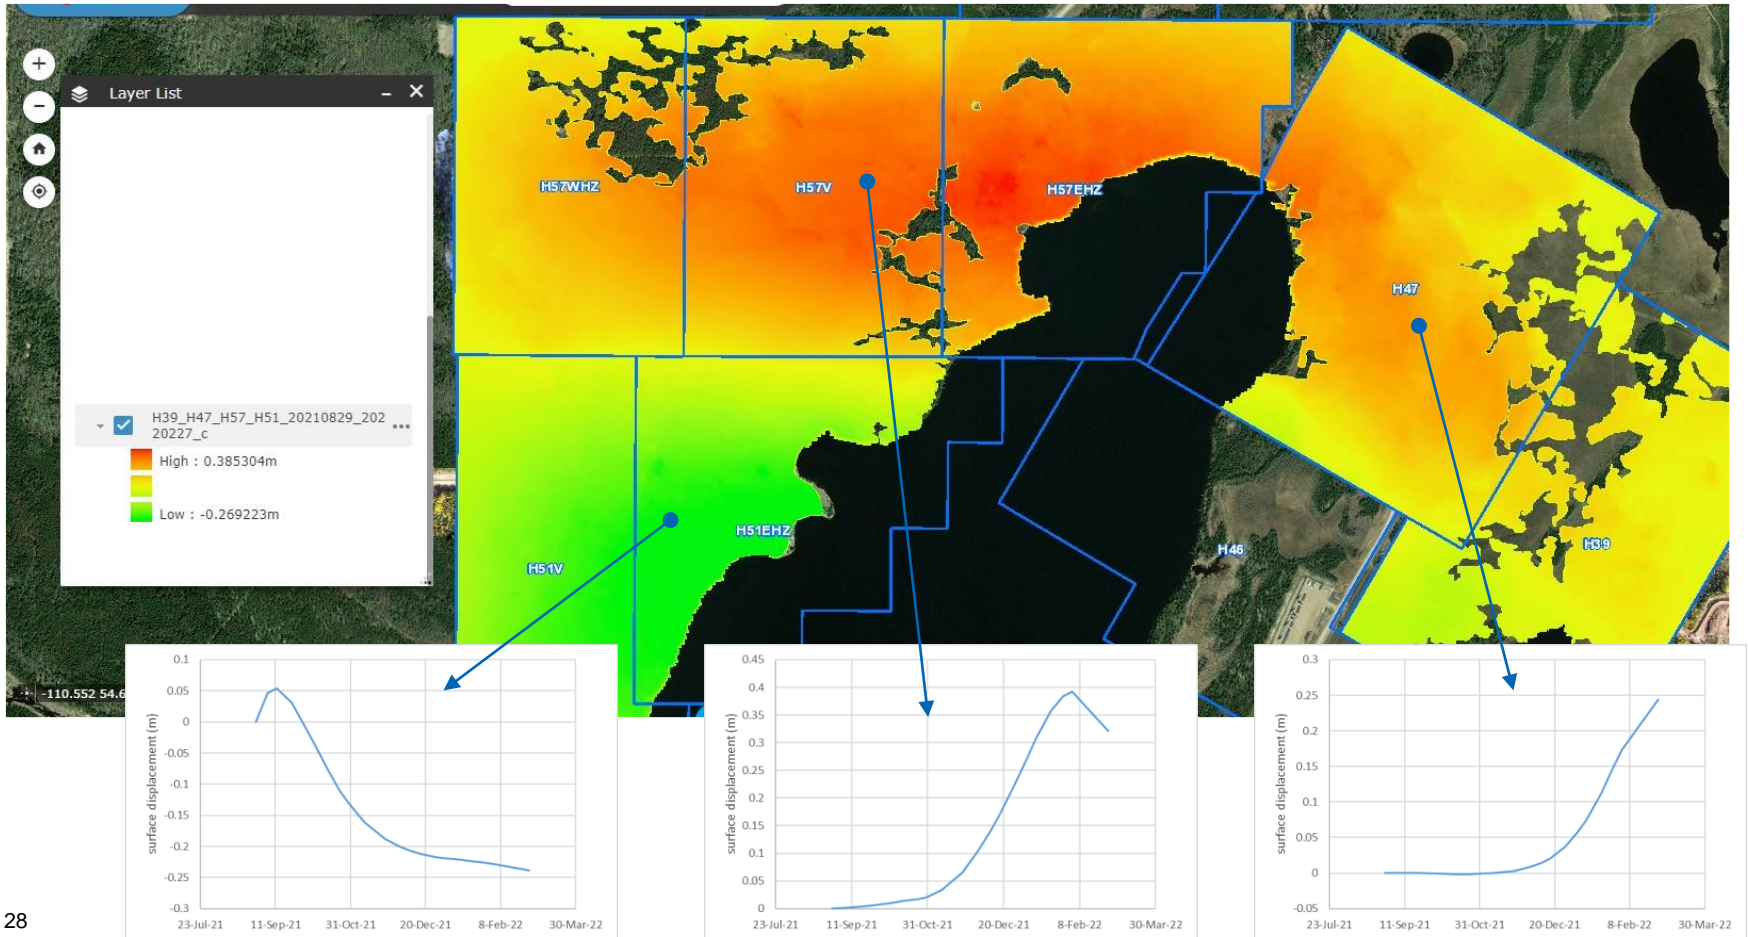 Layer List
H39_H47_H57_H51_20210829_202
20227_c
High : 0.385304m
Low : -0.269223m
H57WHZ
H57V
H57EHZ
H47
H51EHZ
H51V
H46
H39
-110.552 54.6
0.1
0.05
0
-0.05
-0.1
-0.15
-0.2
-0.25
-0.3
surface displacement (m)
23-Jul-21 11-Sep-21 31-Oct-21 20-Dec-21 8-Feb-22 30-Mar-22
0.45
0.4
0.35
0.3
0.25
0.2
0.15
0.1
0.05
0
surface displacement (m)
23-Jul-21 11-Sep-21 31-Oct-21 20-Dec-21 8-Feb-22 30-Mar-22
0.3
0.25
0.2
0.15
0.1
0.05
0
-0.05
surface displacement (m)
23-Jul-21 11-Sep-21 31-Oct-21 20-Dec-21 8-Feb-22 30-Mar-22
28